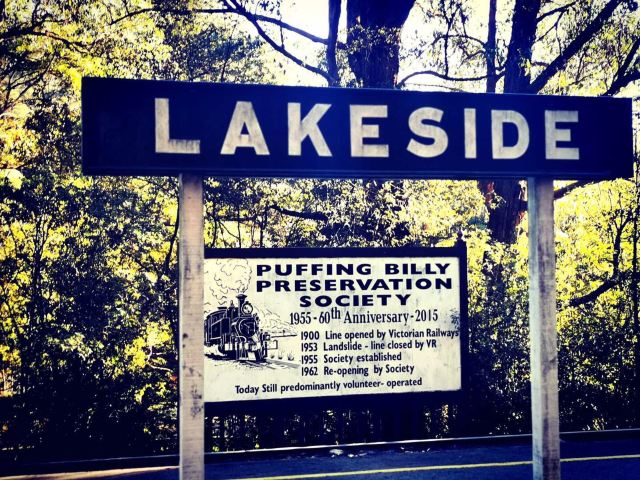 LAKESIDE
PUFFING BILLY
PRESERVATION
SOCIETY
1955-60th Anniversary-2015
1900 Line opened by Victorian Railways
1953 Landslide - line closed by VR
1955 Society established
1962 Re-opening by Society
Today Still predominantly volunteer- operated